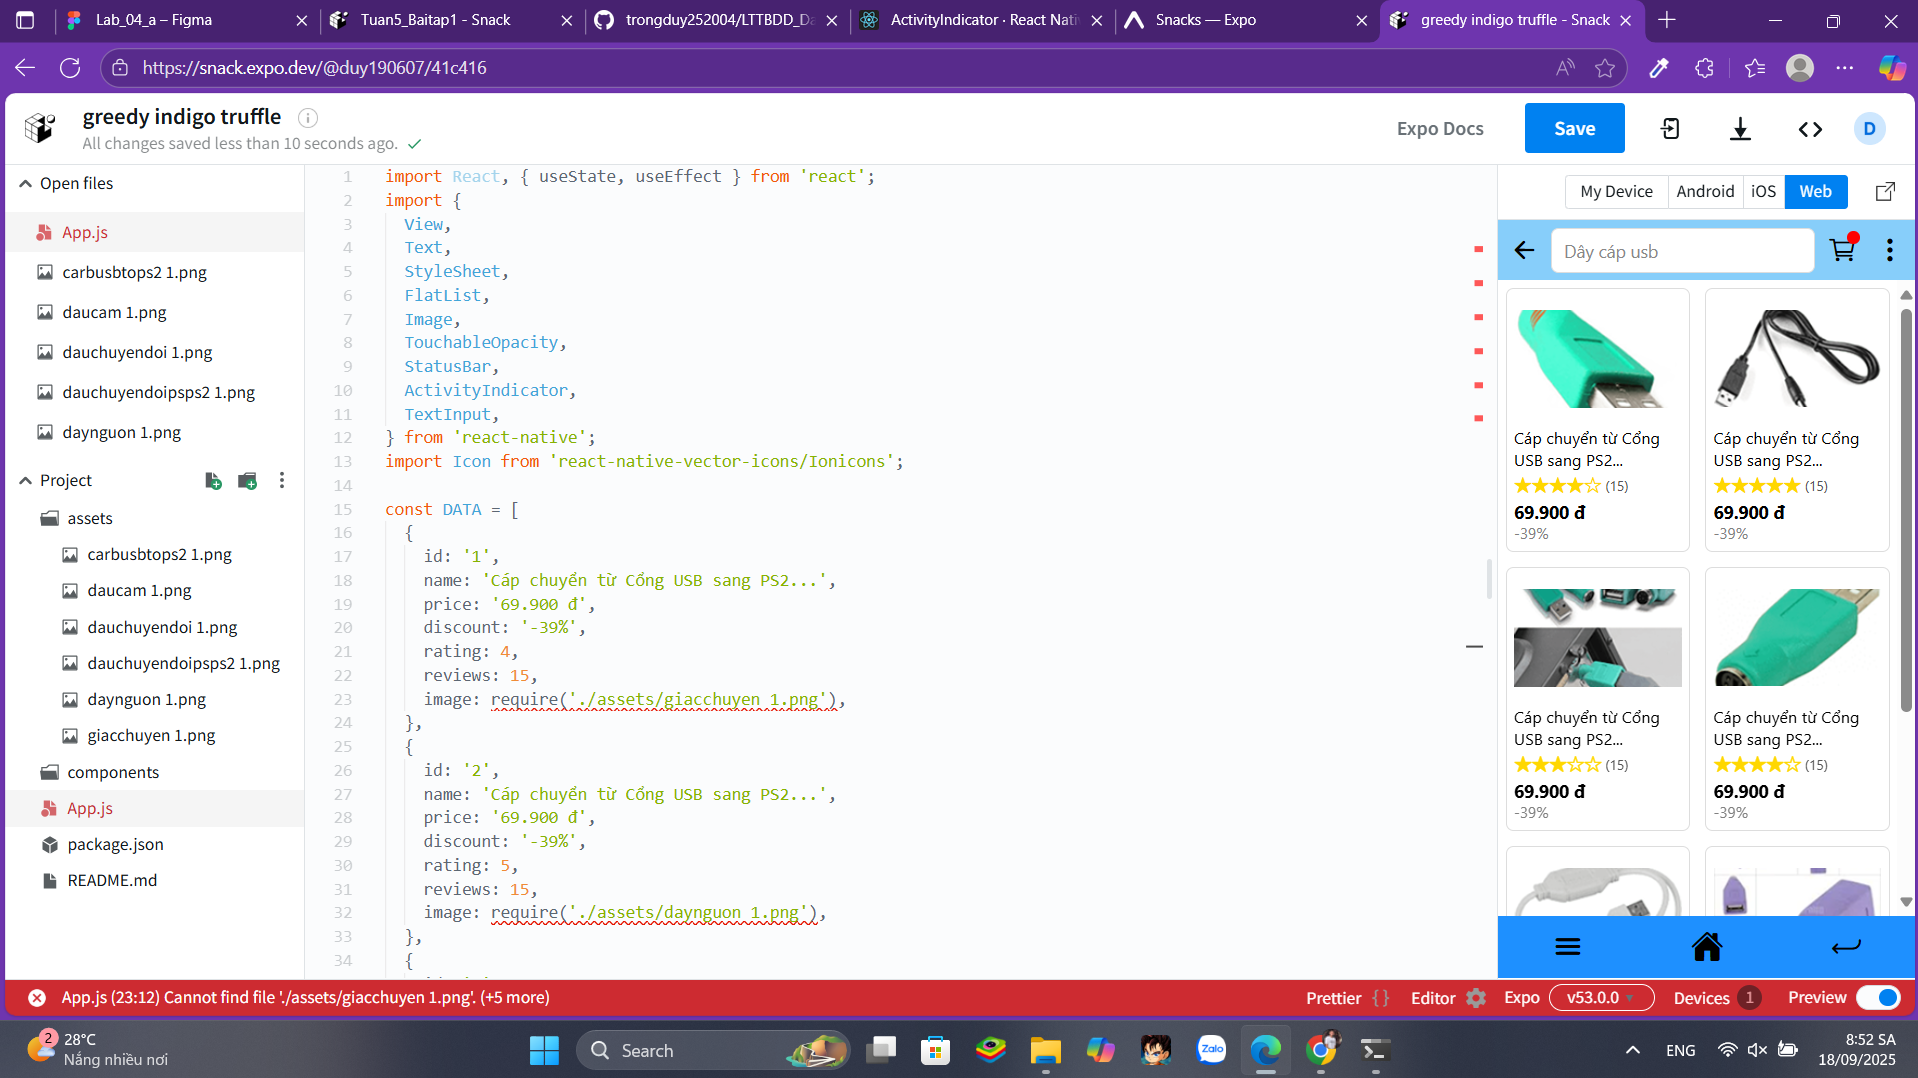 Lab_04_a – Figma
Tuan5_Baitap1 - Snack
trongduy252004/LTTBDD_Da
ActivityIndicator · React Nati
Snacks — Expo
greedy indigo truffle - Snack
https://snack.expo.dev/@duy190607/41c416
greedy indigo truffle
All changes saved less than 10 seconds ago.
Expo Docs
Save
D
Open files
App.js
carbusbtops2 1.png
daucam 1.png
dauchuyendoi 1.png
dauchuyendoipsps2 1.png
daynguon 1.png
Project
assets
carbusbtops2 1.png
daucam 1.png
dauchuyendoi 1.png
dauchuyendoipsps2 1.png
daynguon 1.png
giacchuyen 1.png
components
App.js
package.json
README.md
1 import React, { useState, useEffect } from 'react';
2 import {
3 View,
4 Text,
5 StyleSheet,
6 FlatList,
7 Image,
8 TouchableOpacity,
9 StatusBar,
10 ActivityIndicator,
11 TextInput,
12 } from 'react-native';
13 import Icon from 'react-native-vector-icons/Ionicons';
14
15 const DATA = [
16 {
17 id: '1',
18 name: 'Cáp chuyển từ Cổng USB sang PS2...',
19 price: '69.900 đ',
20 discount: '-39%',
21 rating: 4,
22 reviews: 15,
23 image: require('./assets/giacchuyen 1.png'),
24 },
25 {
26 id: '2',
27 name: 'Cáp chuyển từ Cổng USB sang PS2...',
28 price: '69.900 đ',
29 discount: '-39%',
30 rating: 5,
31 reviews: 15,
32 image: require('./assets/daynguon 1.png'),
33 },
34 {
My Device
Android
iOS
Web
Dây cáp usb
Cáp chuyển từ Cổng
USB sang PS2...
(15)
69.900 đ
-39%
Cáp chuyển từ Cổng
USB sang PS2...
(15)
69.900 đ
-39%
Cáp chuyển từ Cổng
USB sang PS2...
(15)
69.900 đ
-39%
Cáp chuyển từ Cổng
USB sang PS2...
(15)
69.900 đ
-39%
App.js (23:12) Cannot find file './assets/giacchuyen 1.png'. (+5 more)
Prettier { }
Editor
Expo
v53.0.0
Devices 1
Preview
2
28°C
Nắng nhiều nơi
Search
Zalo
ENG
8:52 SA
18/09/2025